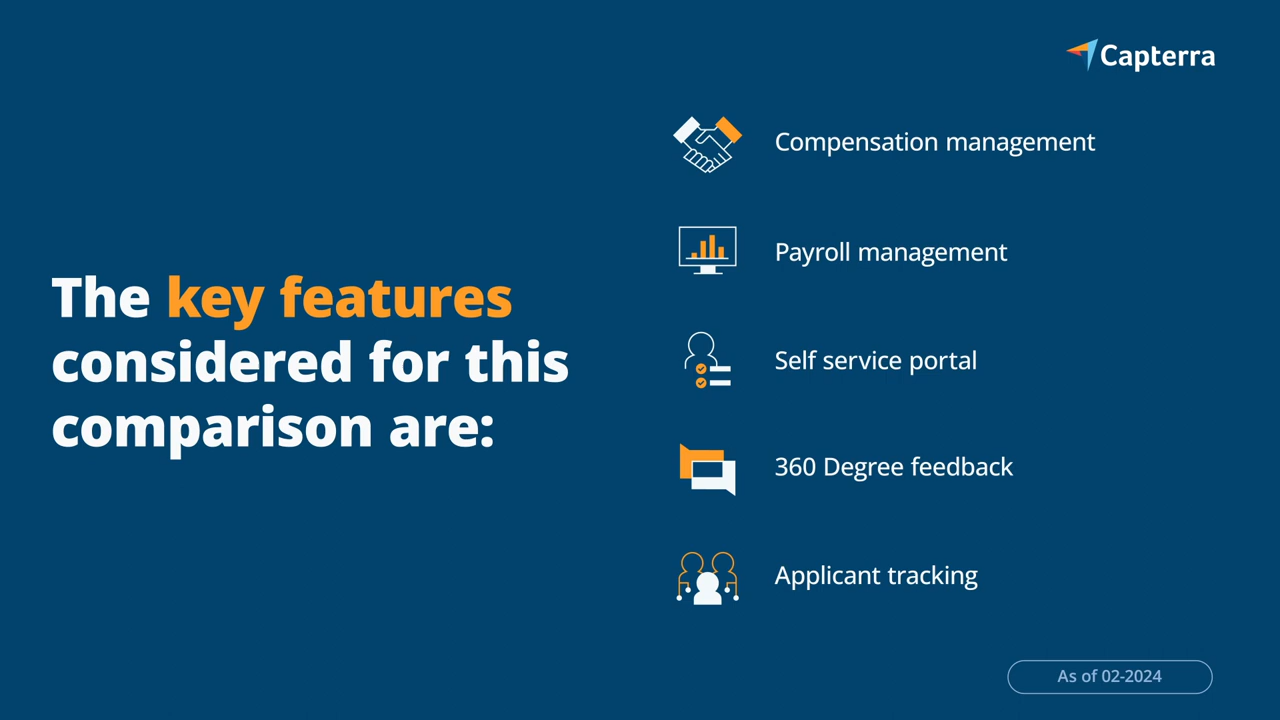 Capterra
The key features
considered for this
comparison are:
Compensation management
Payroll management
Self service portal
360 Degree feedback
Applicant tracking
As of 02-2024